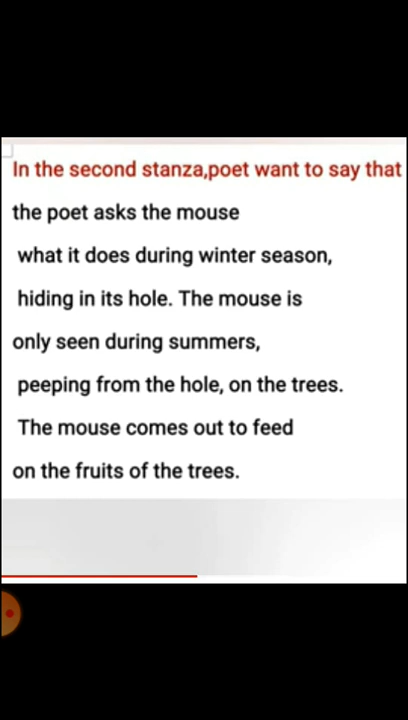 In the second stanza,poet want to say that
the poet asks the mouse
what it does during winter season,
hiding in its hole. The mouse is
only seen during summers,
peeping from the hole, on the trees.
The mouse comes out to feed
on the fruits of the trees.